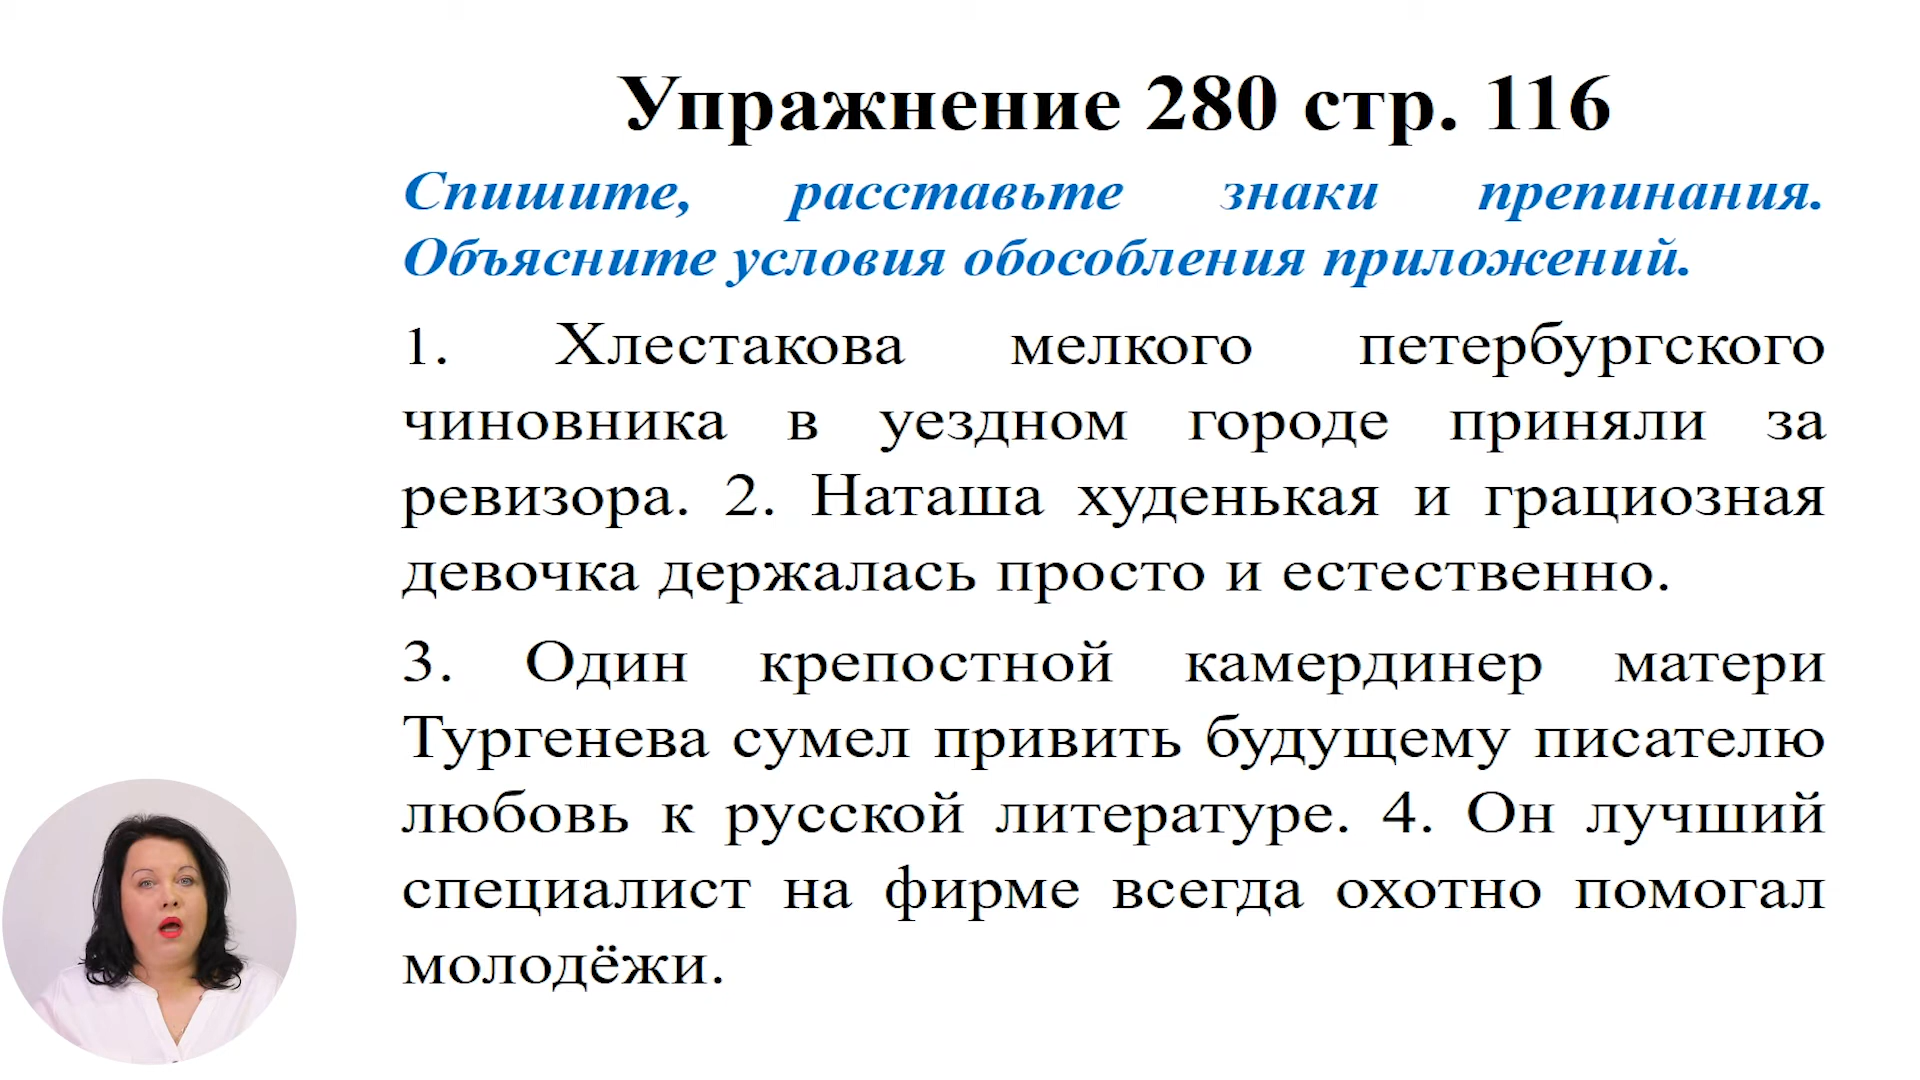 Упражнение 280 стр. 116
Спишите, расставьте знаки препинания.
Объясните условия обособления приложений.
1. Хлестакова мелкого петербургского
чиновника в уездном городе приняли за
ревизора. 2. Наташа худенькая и грациозная
девочка держалась просто и естественно.
3. Один крепостной камердинер матери
Тургенева сумел привить будущему писателю
любовь к русской литературе. 4. Он лучший
специалист на фирме всегда охотно помогал
молодёжи.